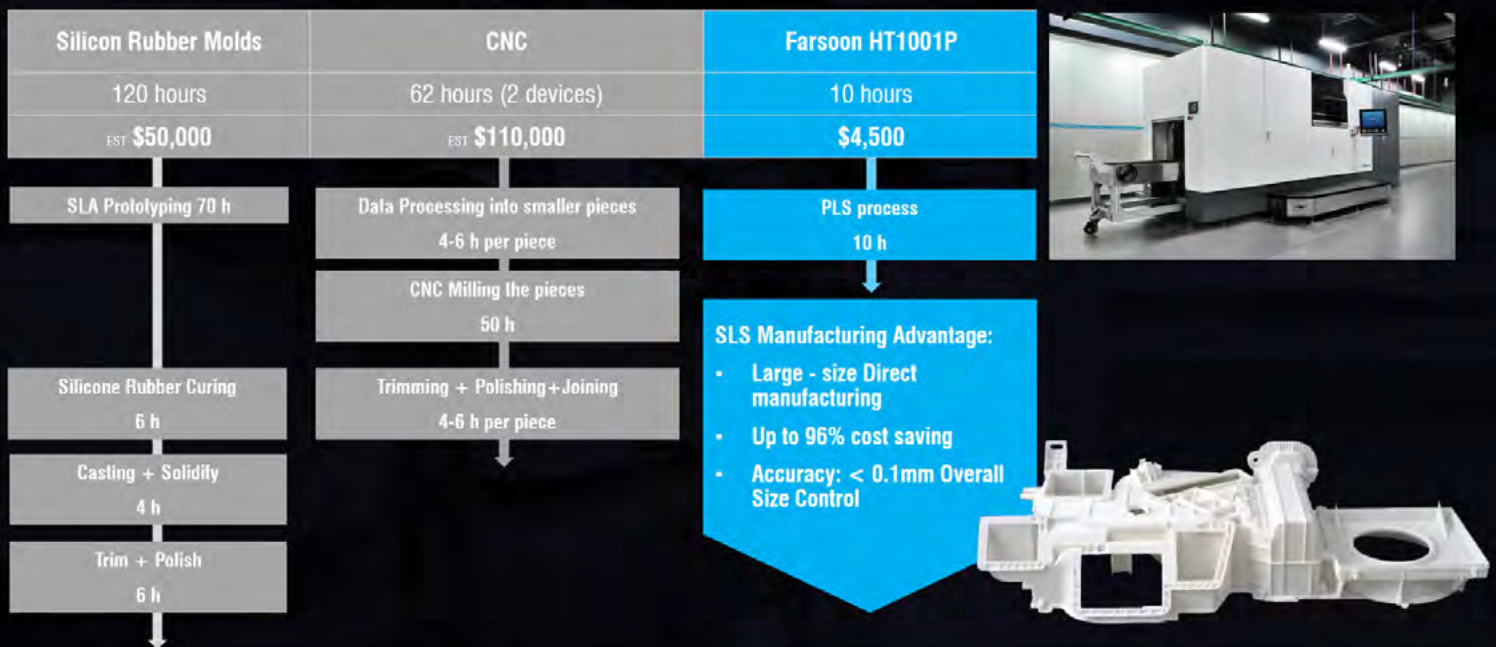 Silicon Rubber Molds
120 hours
EST $50,000
SLA Prololyping 70 h
Silicone Rubber Curing
6 h
Casting + Solidify
4 h
Trim + Polish
6 h
CNC
62 hours (2 devices)
EST $110,000
Data Processing into smaller pieces
4-6 h per piece
CNC Milling the pieces
50 h
Trimming + Polishing+Joining
4-6 h per piece
Farsoon HT1001P
10 hours
$4,500
PLS process
10 h
SLS Manufacturing Advantage:
- Large - size Direct
manufacturing
- Up to 96% cost saving
- Accuracy: < 0.1mm Overall
Size Control